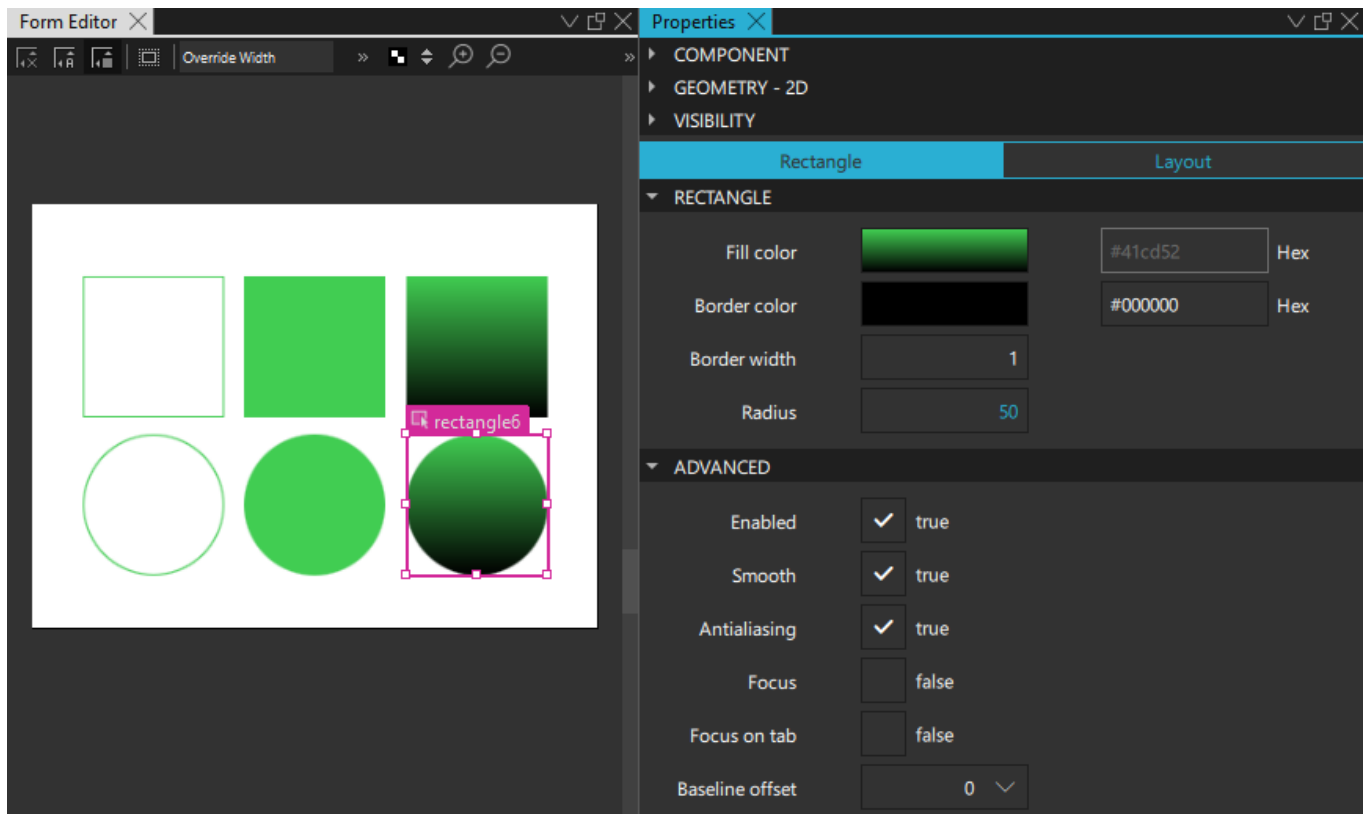 Form Editor
Override Width
rectangle6
Properties
COMPONENT
GEOMETRY - 2D
VISIBILITY
Rectangle Layout
RECTANGLE
Fill color #41cd52 Hex
Border color #000000 Hex
Border width 1
Radius 50
ADVANCED
Enabled true
Smooth true
Antialiasing true
Focus false
Focus on tab false
Baseline offset 0